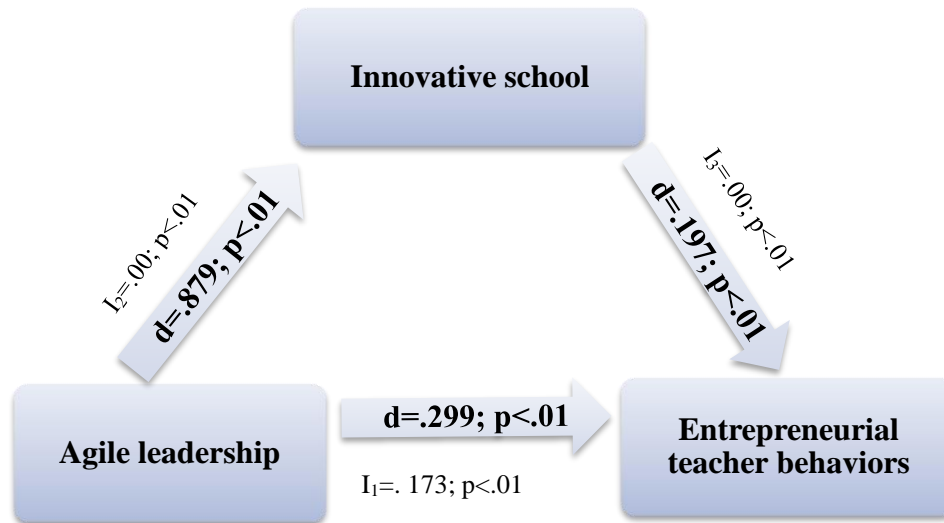 Innovative school
I₂=.00; p<.01
d=.879; p<.01
I₃=.00; p<.01
d=.197; p<.01
Agile leadership
d=.299; p<.01
I₁=. 173; p<.01
Entrepreneurial
teacher behaviors